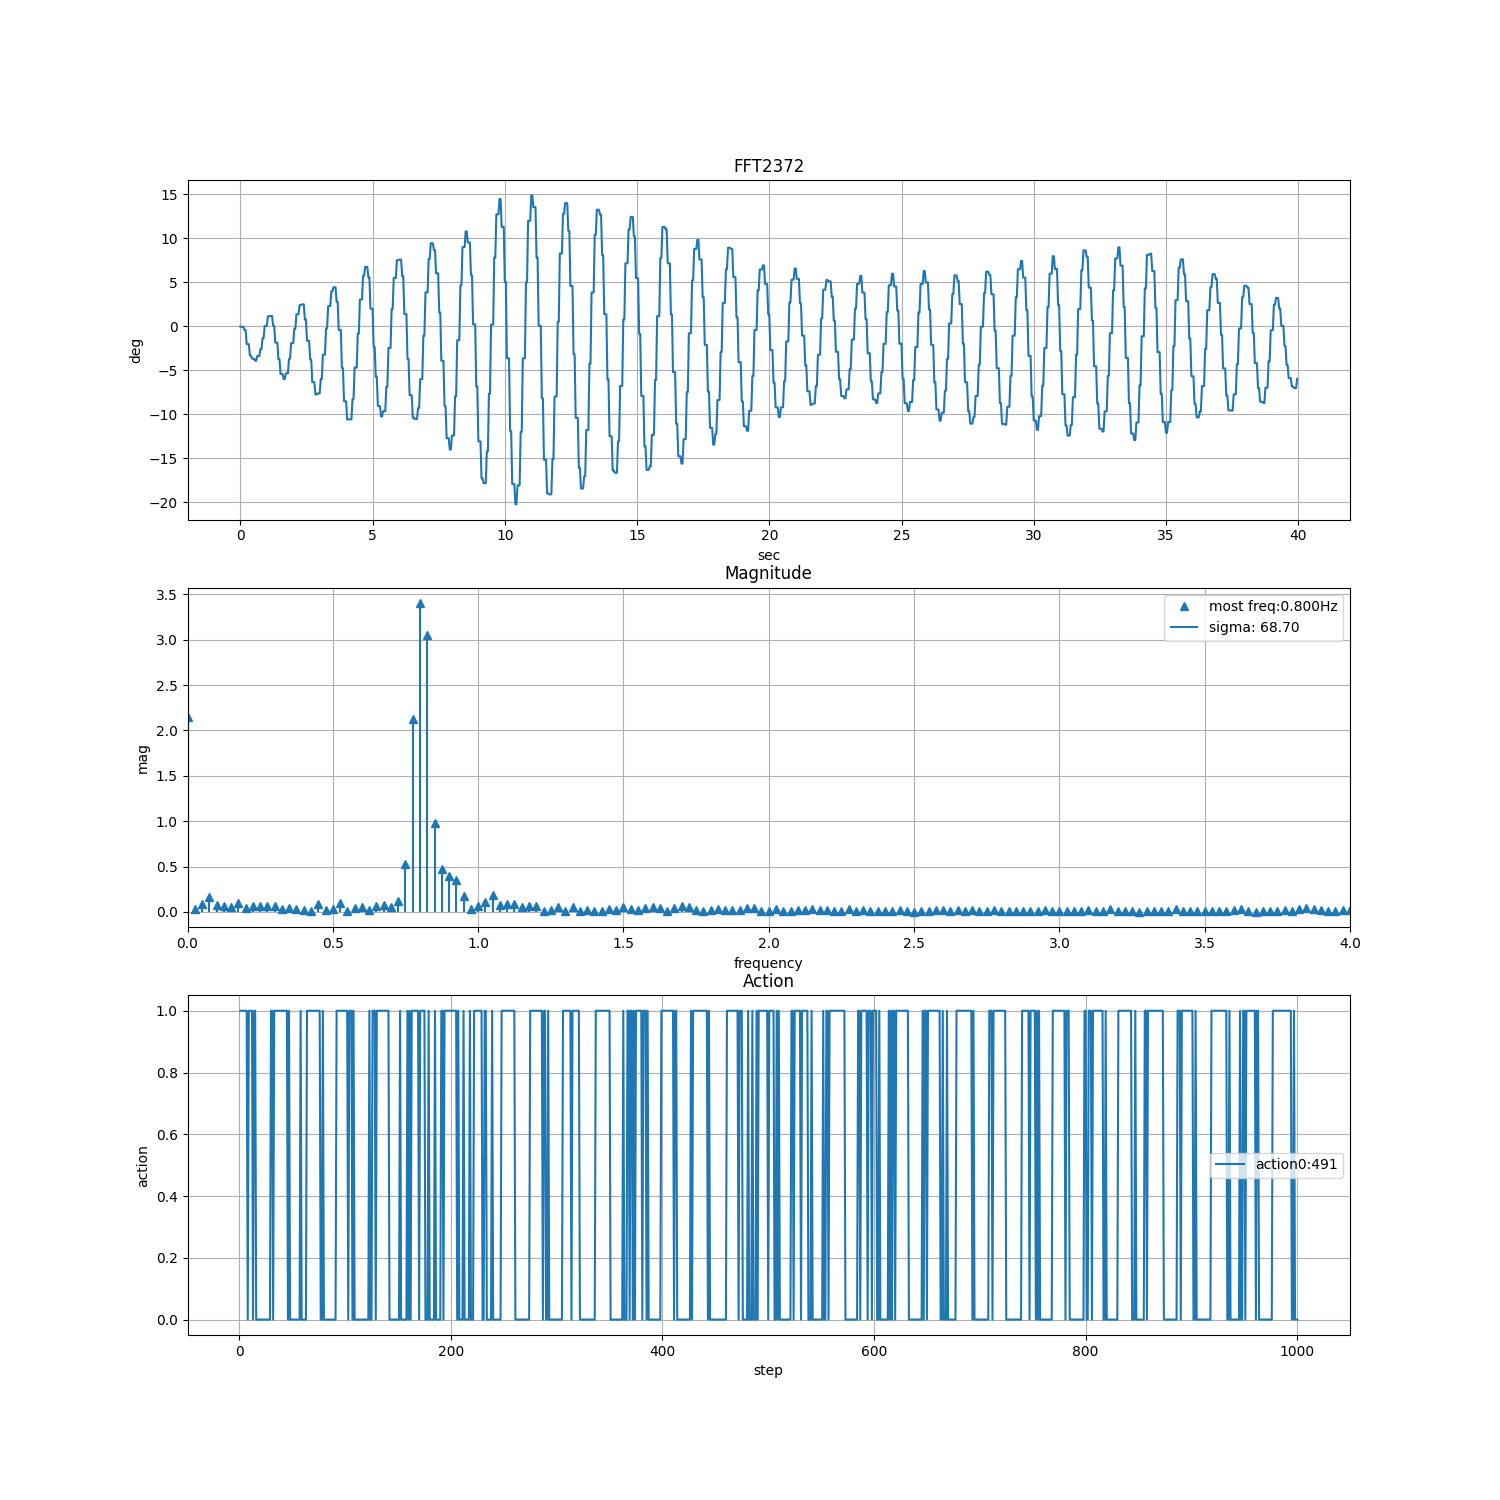 FFT2372
15
10
5
0
−5
−10
−15
−20
deg
0 5 10 15 20 25 30 35 40
sec
Magnitude
3.5
3.0
2.5
2.0
1.5
1.0
0.5
0.0
mag
most freq:0.800Hz
sigma: 68.70
0.0 0.5 1.0 1.5 2.0 2.5 3.0 3.5 4.0
frequency
Action
1.0
0.8
0.6
0.4
0.2
0.0
action
action0:491
0 200 400 600 800 1000
step